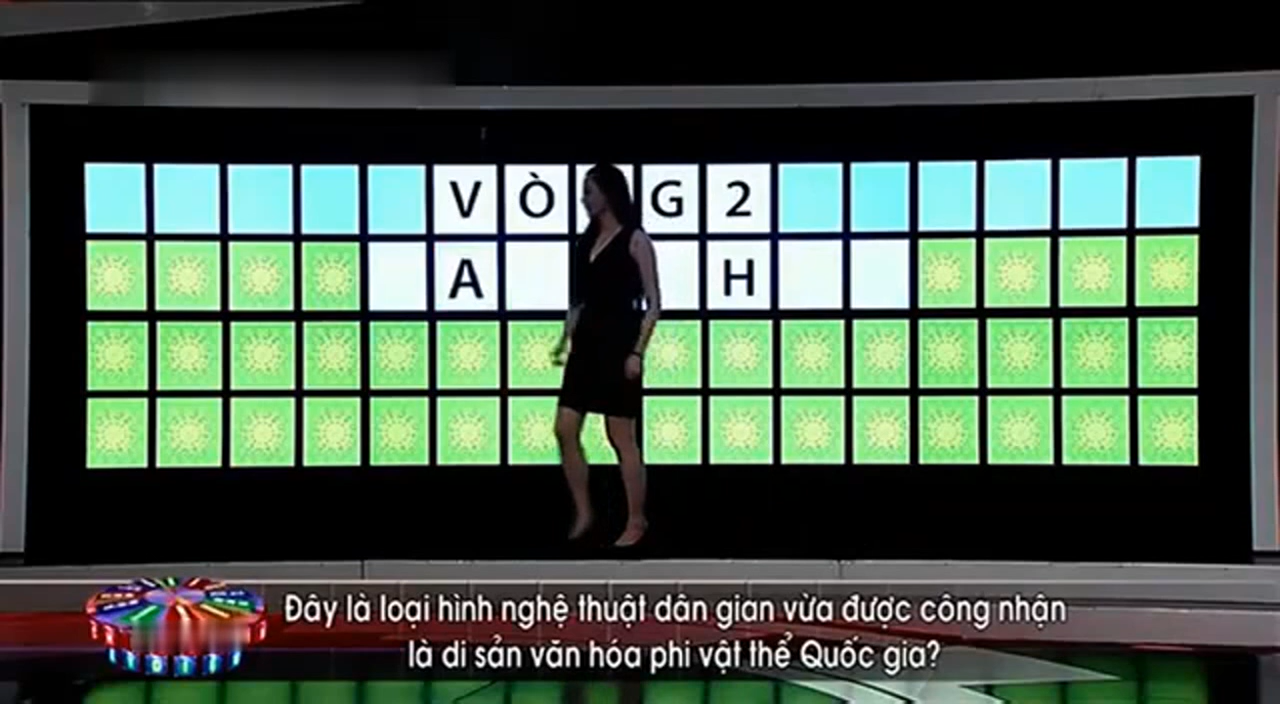 VÒ G2
A H
Đây là loại hình nghệ thuật dân gian vừa được công nhận
là di sản văn hóa phi vật thể Quốc gia?